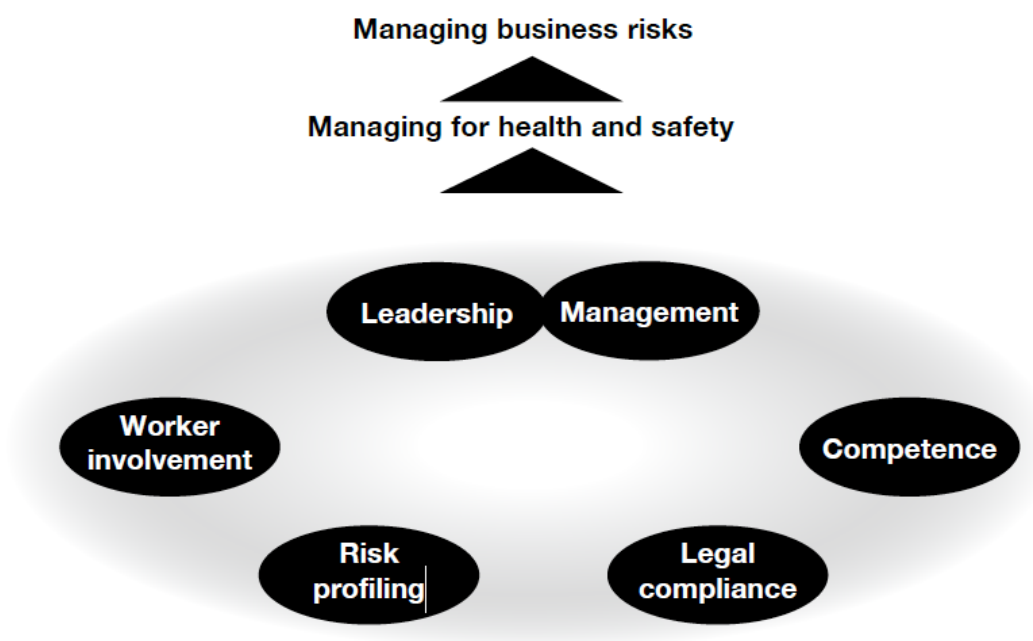 Managing business risks
Managing for health and safety
Leadership
Management
Worker
involvement
Competence
Risk
profiling
Legal
compliance